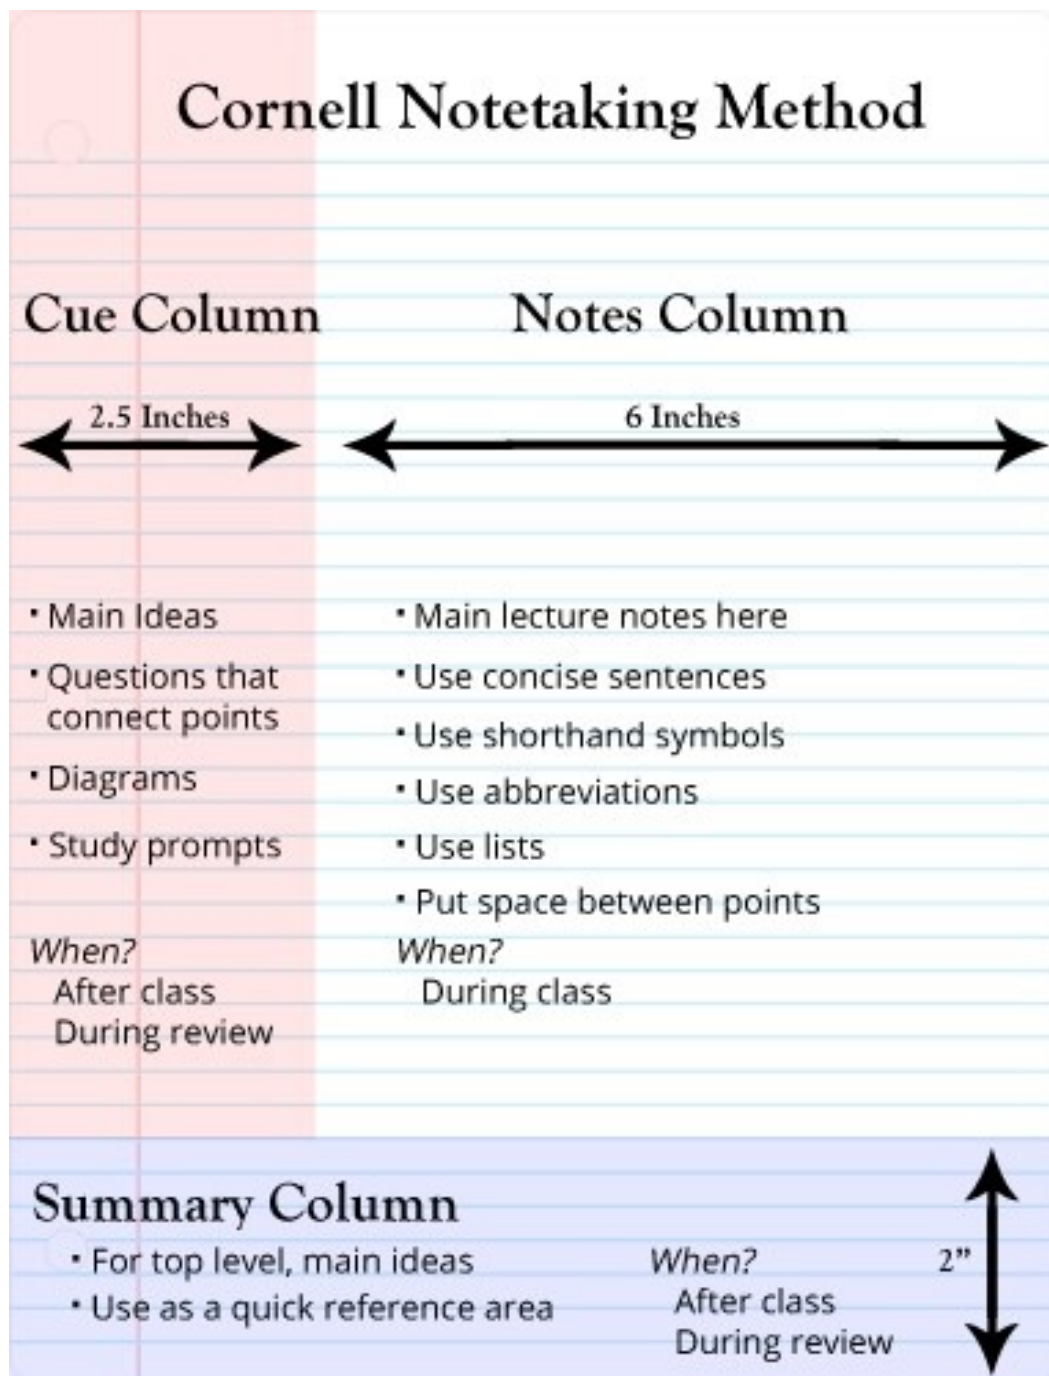 Cornell Notetaking Method
Cue Column
Notes Column
2.5 Inches
6 Inches
· Main Ideas
· Questions that
connect points
· Diagrams
· Study prompts
When?
After class
During review
· Main lecture notes here
· Use concise sentences
· Use shorthand symbols
· Use abbreviations
· Use lists
· Put space between points
When?
During class
Summary Column
· For top level, main ideas
· Use as a quick reference area
When?
After class
During review
2”